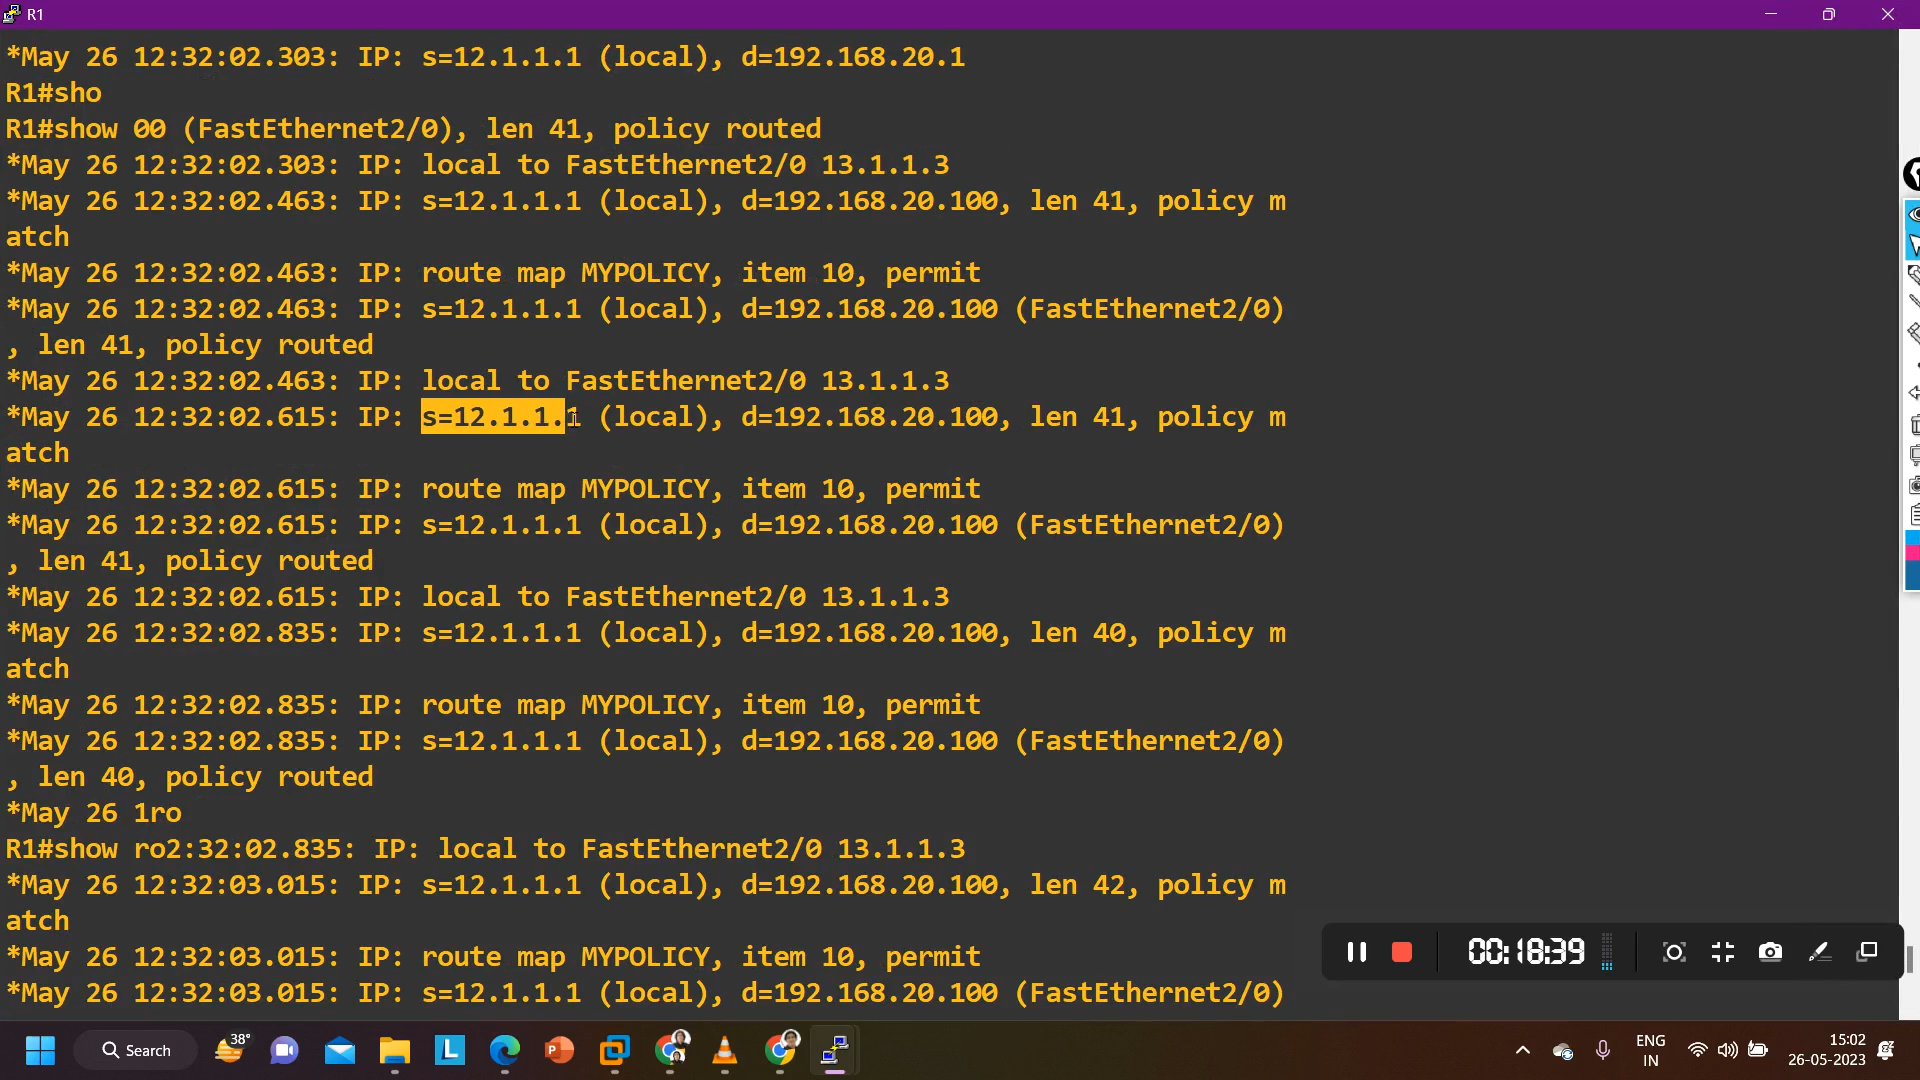 R1
*May 26 12:32:02.303: IP: s=12.1.1.1 (local), d=192.168.20.1
R1#sho
R1#show 00 (FastEthernet2/0), len 41, policy routed
*May 26 12:32:02.303: IP: local to FastEthernet2/0 13.1.1.3
*May 26 12:32:02.463: IP: s=12.1.1.1 (local), d=192.168.20.100, len 41, policy m
atch
*May 26 12:32:02.463: IP: route map MYPOLICY, item 10, permit
*May 26 12:32:02.463: IP: s=12.1.1.1 (local), d=192.168.20.100 (FastEthernet2/0)
, len 41, policy routed
*May 26 12:32:02.463: IP: local to FastEthernet2/0 13.1.1.3
*May 26 12:32:02.615: IP: s=12.1.1.1 (local), d=192.168.20.100, len 41, policy m
atch
*May 26 12:32:02.615: IP: route map MYPOLICY, item 10, permit
*May 26 12:32:02.615: IP: s=12.1.1.1 (local), d=192.168.20.100 (FastEthernet2/0)
, len 41, policy routed
*May 26 12:32:02.615: IP: local to FastEthernet2/0 13.1.1.3
*May 26 12:32:02.835: IP: s=12.1.1.1 (local), d=192.168.20.100, len 40, policy m
atch
*May 26 12:32:02.835: IP: route map MYPOLICY, item 10, permit
*May 26 12:32:02.835: IP: s=12.1.1.1 (local), d=192.168.20.100 (FastEthernet2/0)
, len 40, policy routed
*May 26 1ro
R1#show ro2:32:02.835: IP: local to FastEthernet2/0 13.1.1.3
*May 26 12:32:03.015: IP: s=12.1.1.1 (local), d=192.168.20.100, len 42, policy m
atch
*May 26 12:32:03.015: IP: route map MYPOLICY, item 10, permit
*May 26 12:32:03.015: IP: s=12.1.1.1 (local), d=192.168.20.100 (FastEthernet2/0)
00:18:39
38°
Search
L
P
ENG
IN
15:02
26-05-2023